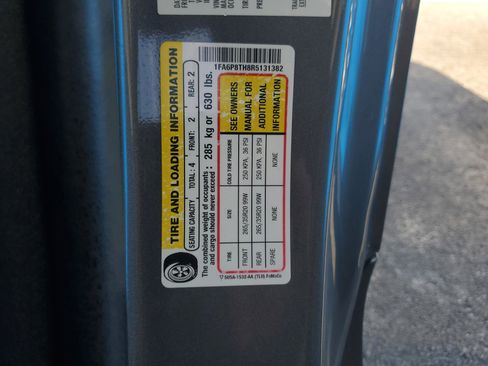 1FA6P8TH8R5131382
TIRE AND LOADING INFORMATION
SEATING CAPACITY TOTAL: 4 FRONT: 2 REAR: 2
The combined weight of occupants
and cargo should never exceed : 285 kg or 630 lbs.
TIRE SIZE COLD TIRE PRESSURE SEE OWNERS
FRONT 265/35R20 99W 250 KPA, 36 PSI MANUAL FOR
REAR 265/35R20 99W 250 KPA, 36 PSI ADDITIONAL
SPARE NONE NONE INFORMATION